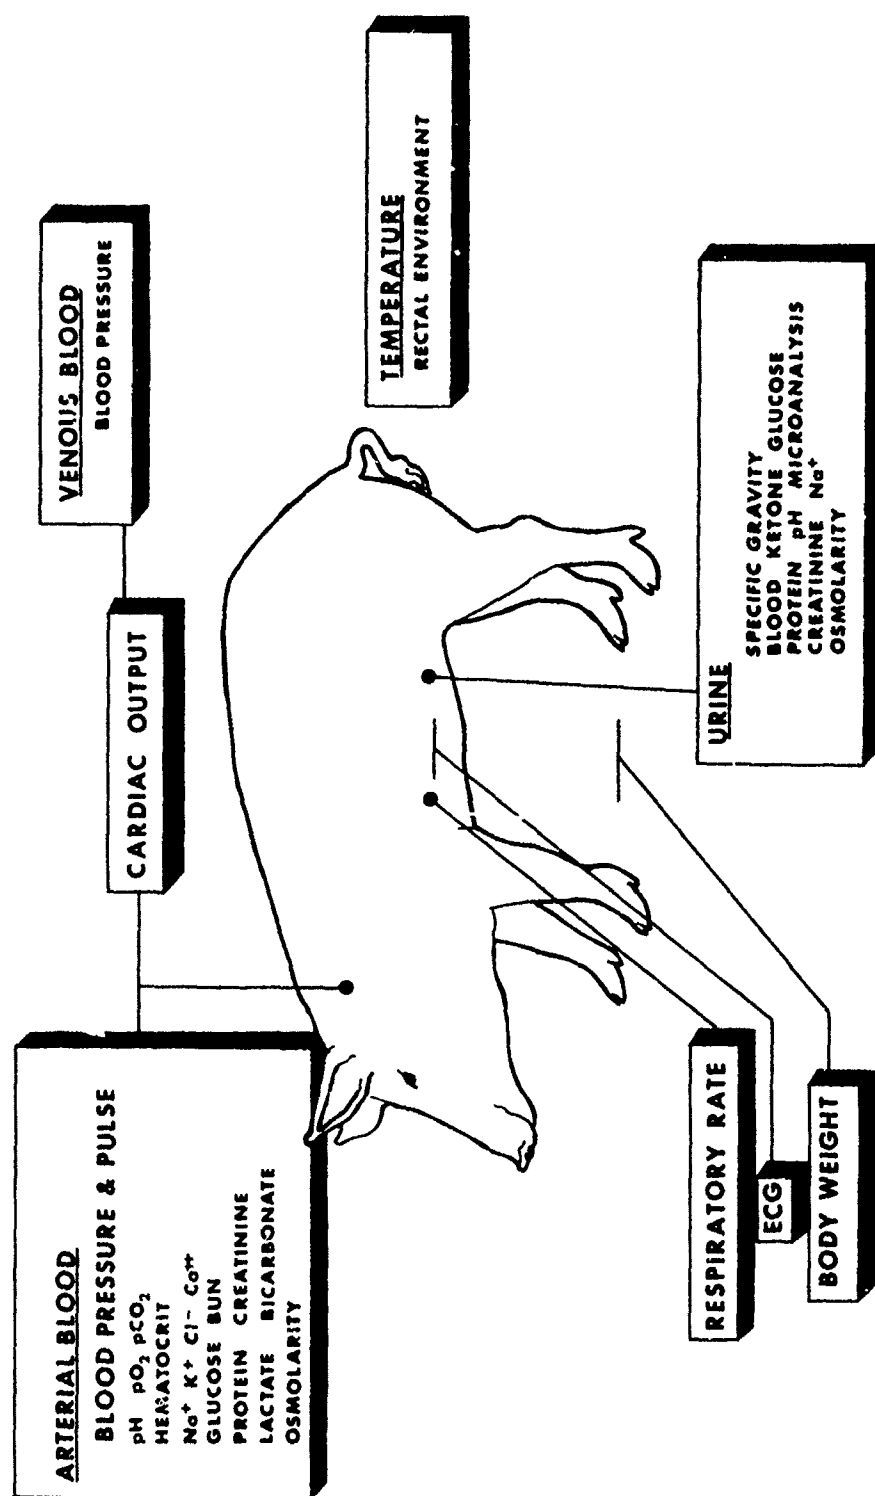 ARTERIAL BLOOD
BLOOD PRESSURE & PULSE
pH pO₂ pCO₂
HEMATOCRIT
Na⁺ K⁺ Cl⁻ Ca⁺⁺
GLUCOSE BUN
PROTEIN CREATININE
LACTATE BICARBONATE
OSMOLARITY
CARDIAC OUTPUT
VENOUS BLOOD
BLOOD PRESSURE
TEMPERATURE
RECTAL ENVIRONMENT
RESPIRATORY RATE
ECG
BODY WEIGHT
URINE
SPECIFIC GRAVITY
BLOOD KETONE GLUCOSE
PROTEIN pH MICROANALYSIS
CREATININE Na⁺
OSMOLARITY